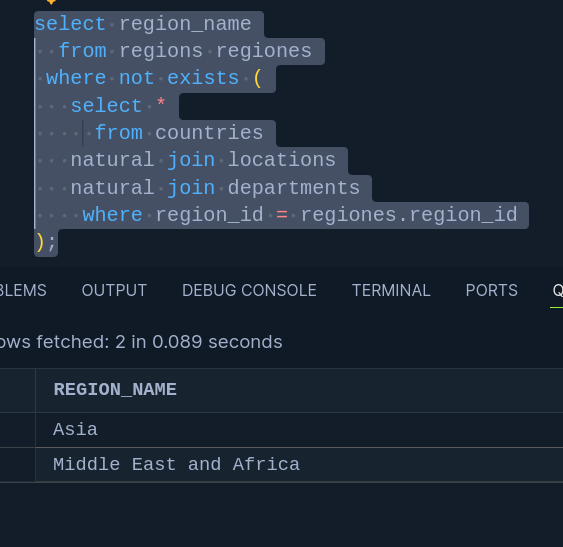 select region_name
from regions regiones
where not exists (
select *
from countries
natural join locations
natural join departments
where region_id = regiones.region_id
);
BLEMS OUTPUT DEBUG CONSOLE TERMINAL PORTS Q
ows fetched: 2 in 0.089 seconds
REGION_NAME
Asia
Middle East and Africa